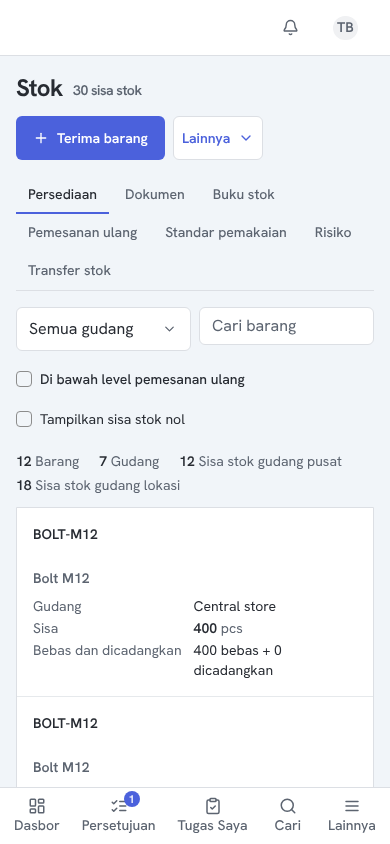 TB
Stok 30 sisa stok
+ Terima barang Lainnya
Persediaan Dokumen Buku stok
Pemesanan ulang Standar pemakaian Risiko
Transfer stok
Semua gudang Cari barang
Di bawah level pemesanan ulang
Tampilkan sisa stok nol
12 Barang 7 Gudang 12 Sisa stok gudang pusat
18 Sisa stok gudang lokasi
BOLT-M12
Bolt M12
Gudang Central store
Sisa 400 pcs
Bebas dan dicadangkan 400 bebas + 0
dicadangkan
BOLT-M12
Bolt M12
1
Dasbor Persetujuan Tugas Saya Cari Lainnya